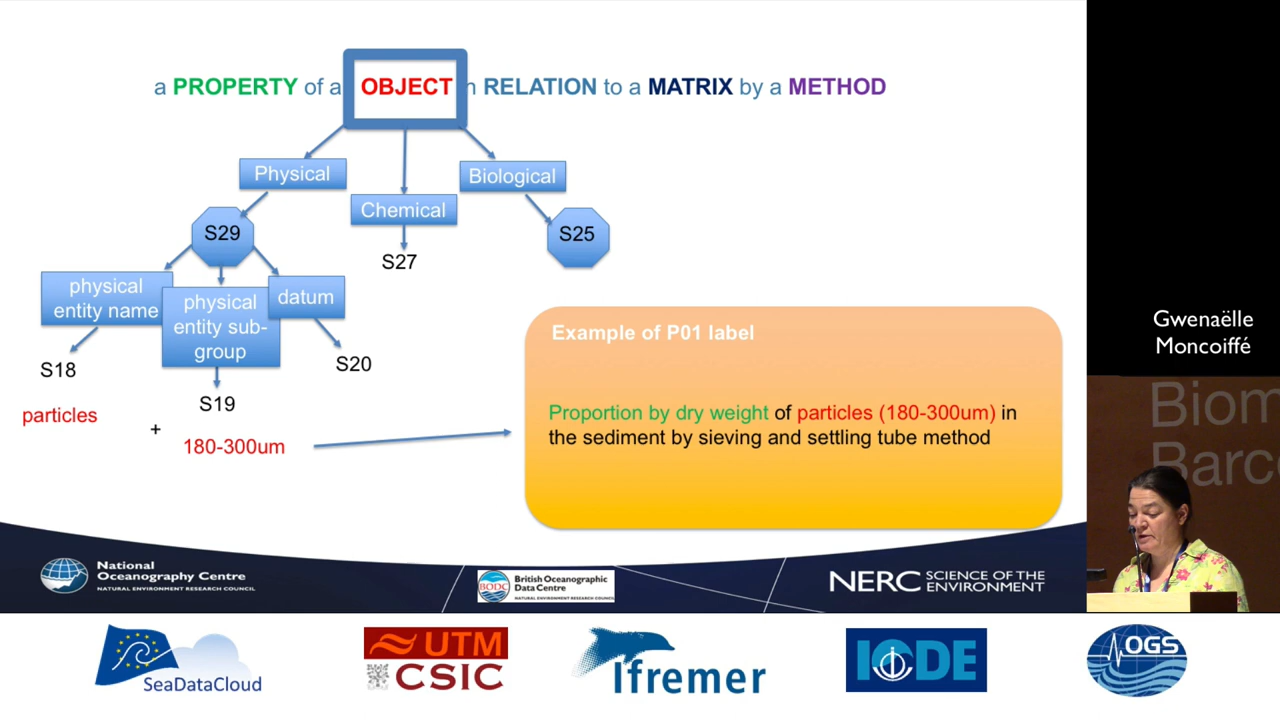 a PROPERTY of a OBJECT n RELATION to a MATRIX by a METHOD
Physical
Biological
Chemical
S29
S25
S27
physical
entity name
physical
entity sub-
group
datum
S18
S19
S20
particles
+
180-300um
Example of P01 label
Proportion by dry weight of particles (180-300um) in
the sediment by sieving and settling tube method
Gwenaëlle
Moncoiffé
Biom
Barce
National
Oceanography Centre
NATURAL ENVIRONMENT RESEARCH COUNCIL
BODC
British Oceanographic
Data Centre
NATURAL ENVIRONMENT RESEARCH COUNCIL
NERC SCIENCE OF THE
ENVIRONMENT
SeaDataCloud
UTM
CSIC
Ifremer
IODE
OGS